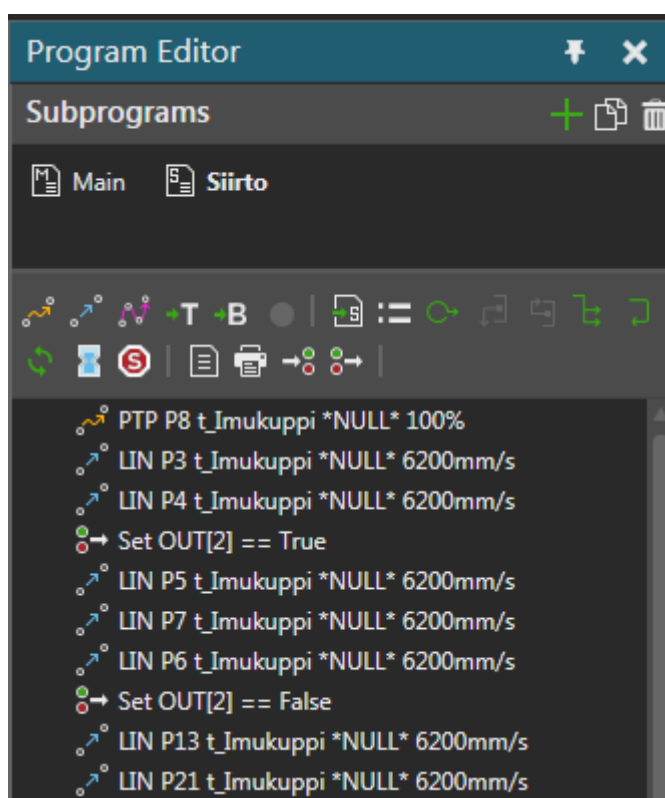 Program Editor
Subprograms
M Main S Siirto
T B S
S
PTP P8 t_Imukuppi *NULL* 100%
LIN P3 t_Imukuppi *NULL* 6200mm/s
LIN P4 t_Imukuppi *NULL* 6200mm/s
Set OUT[2] == True
LIN P5 t_Imukuppi *NULL* 6200mm/s
LIN P7 t_Imukuppi *NULL* 6200mm/s
LIN P6 t_Imukuppi *NULL* 6200mm/s
Set OUT[2] == False
LIN P13 t_Imukuppi *NULL* 6200mm/s
LIN P21 t_Imukuppi *NULL* 6200mm/s